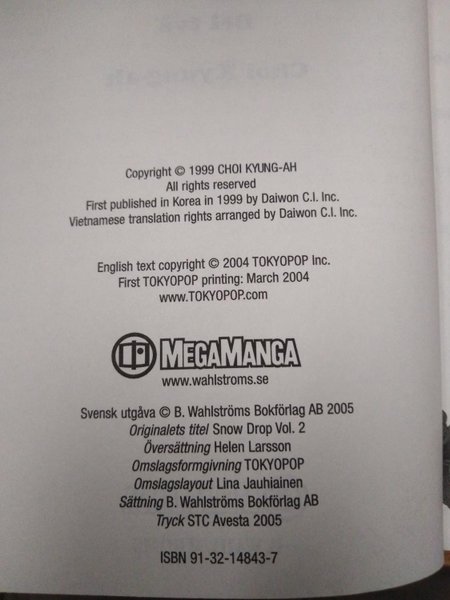 Copyright © 1999 CHOI KYUNG-AH
All rights reserved
First published in Korea in 1999 by Daiwon C.I. Inc.
Vietnamese translation rights arranged by Daiwon C.I. Inc.
English text copyright © 2004 TOKYOPOP Inc.
First TOKYOPOP printing: March 2004
www.TOKYOPOP.com
MEGAMANGA
www.wahlstroms.se
Svensk utgåva © B. Wahlströms Bokförlag AB 2005
Originalets titel Snow Drop Vol. 2
Översättning Helen Larsson
Omslagsformgivning TOKYOPOP
Omslagslayout Lina Jauhiainen
Sättning B. Wahlströms Bokförlag AB
Tryck STC Avesta 2005
ISBN 91-32-14843-7